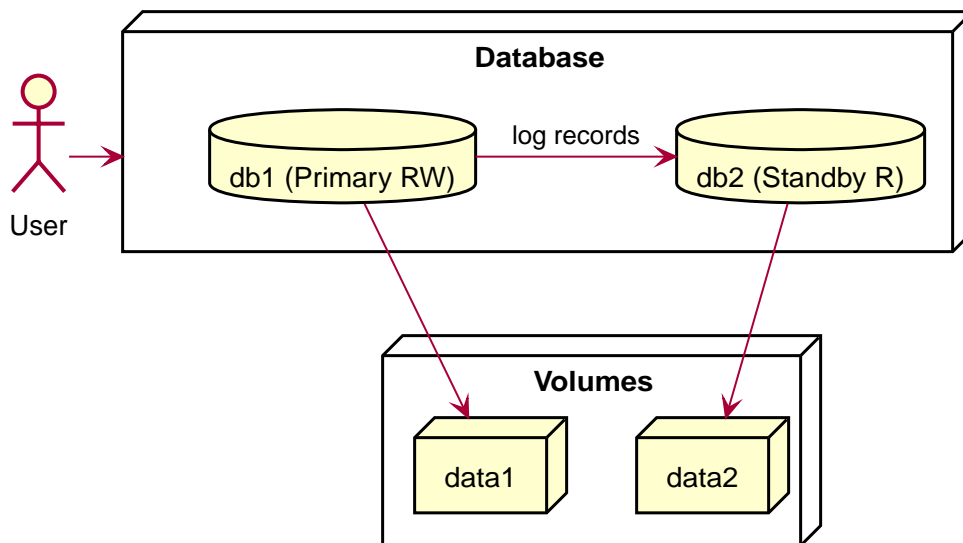 Database
log records
db1 (Primary RW)
db2 (Standby R)
User
Volumes
data1
data2